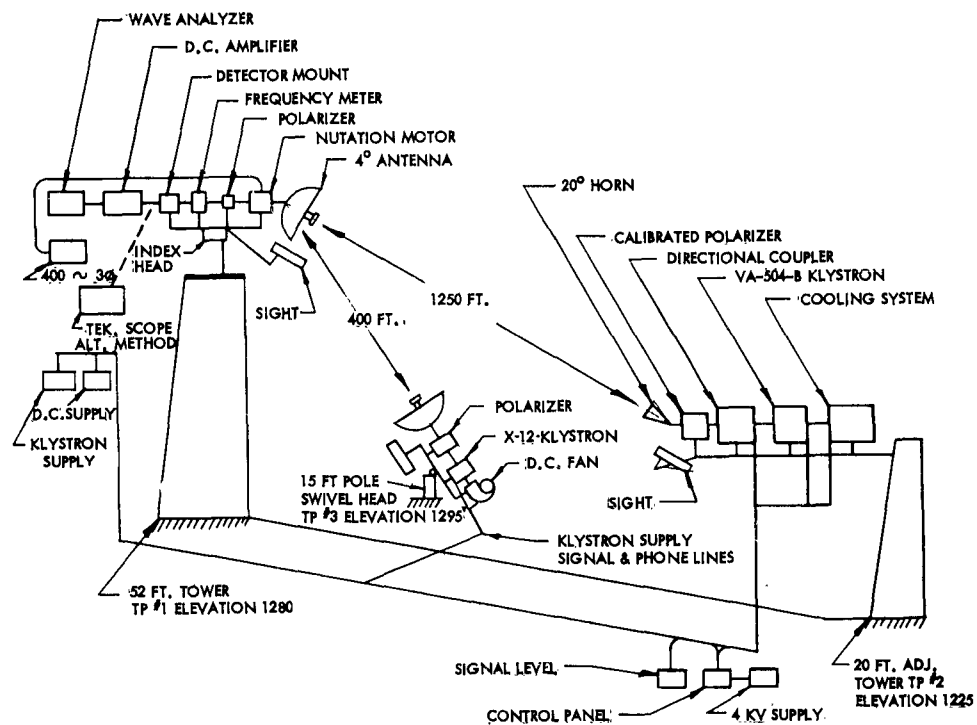 WAVE ANALYZER
D.C. AMPLIFIER
DETECTOR MOUNT
FREQUENCY METER
POLARIZER
NUTATION MOTOR
4° ANTENNA
20° HORN
CALIBRATED POLARIZER
DIRECTIONAL COUPLER
VA-504-B KLYSTRON
COOLING SYSTEM
INDEX
HEAD
400 ~ 3φ
SIGHT
1250 FT.
400 FT.
TEK. SCOPE
ALT. METHOD
D.C. SUPPLY
KLYSTRON
SUPPLY
POLARIZER
X-12-KLYSTRON
D.C. FAN
15 FT POLE
SWIVEL HEAD
TP #3 ELEVATION 1295
SIGHT
KLYSTRON SUPPLY
SIGNAL & PHONE LINES
52 FT. TOWER
TP #1 ELEVATION 1280
SIGNAL LEVEL
CONTROL PANEL
4 KV SUPPLY
20 FT. ADJ.
TOWER TP #2
ELEVATION 1225